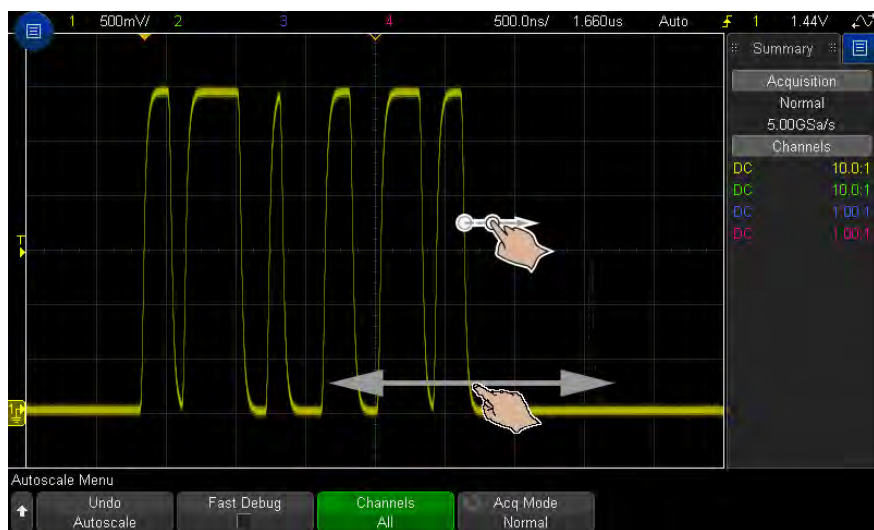 1 500mV/ 2 3 4 500.0ns/ 1.660us Auto 1 1.44V
Summary
Acquisition
Normal
5.00GSa/s
Channels
DC 10.0:1
DC 10.0:1
DC 1.00:1
DC 1.00:1
T
1
Autoscale Menu
Undo
Autoscale
Fast Debug
Channels
All
Acq Mode
Normal